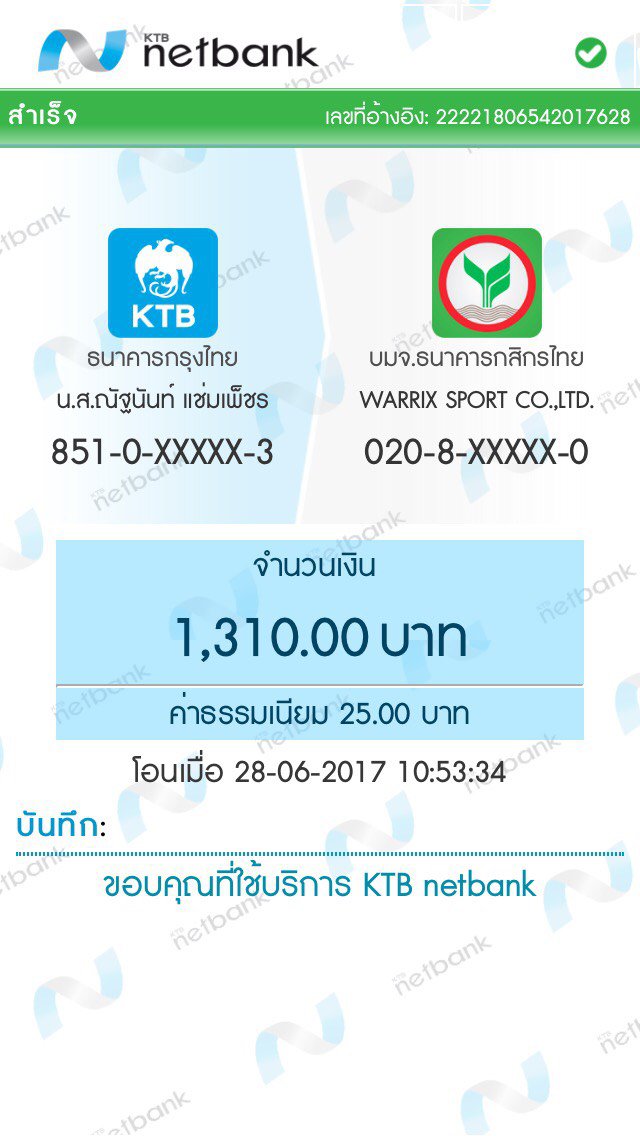 KTB
netbank
สำเร็จ
เลขที่อ้างอิง: 22221806542017628
KTB
ธนาคารกรุงไทย
น.ส.ณัฐนันท์ แช่มเพ็ชร
851-0-XXXXX-3
บมจ.ธนาคารกสิกรไทย
WARRIX SPORT CO.,LTD.
020-8-XXXXX-0
จำนวนเงิน
1,310.00 บาท
ค่าธรรมเนียม 25.00 บาท
โอนเมื่อ 28-06-2017 10:53:34
บันทึก:
ขอบคุณที่ใช้บริการ KTB netbank